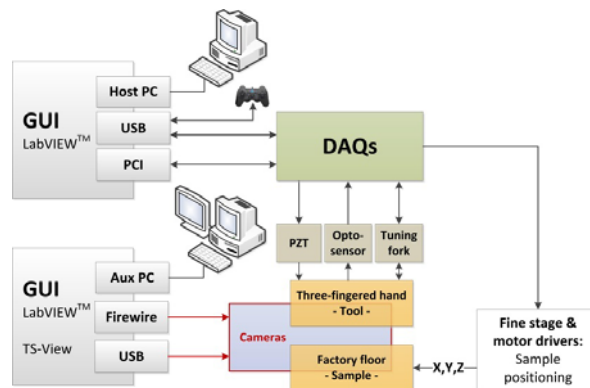 Host PC
GUI
LabVIEW™
USB
PCI
DAQs
PZT
Opto-
sensor
Tuning
fork
Aux PC
GUI
LabVIEW™
TS-View
Firewire
USB
Three-fingered hand
- Tool -
Cameras
Factory floor
- Sample -
X,Y,Z
Fine stage &
motor drivers:
Sample
positioning